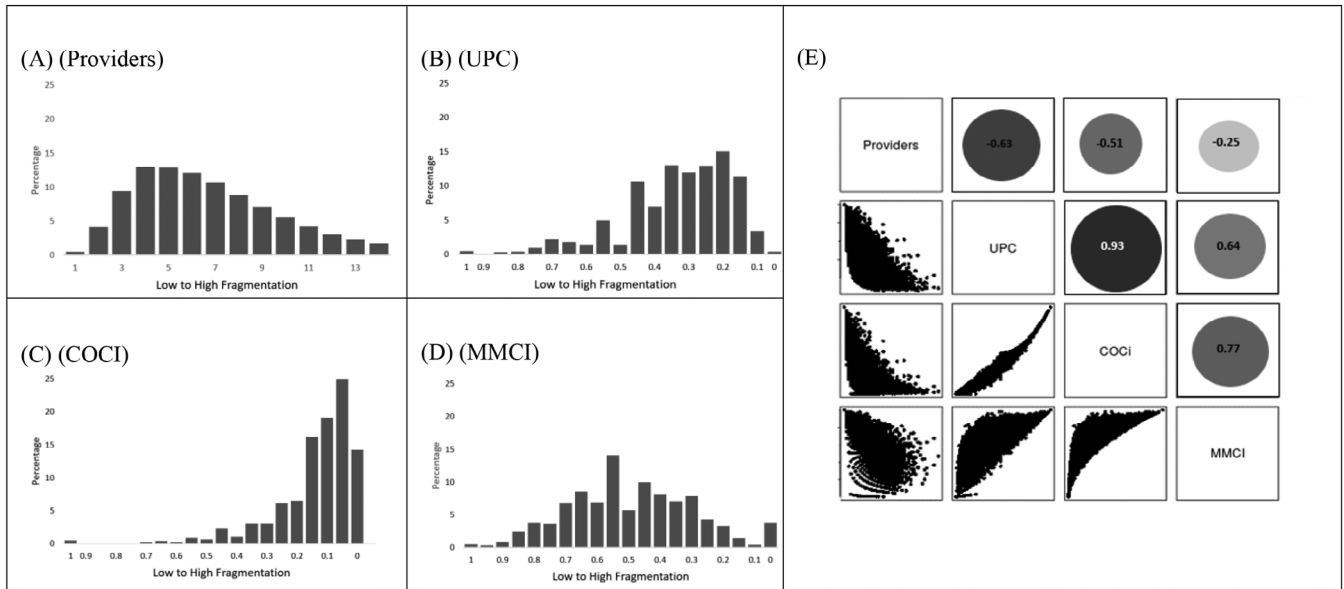 (A) (Providers)
25
20
15
10
5
0
Percentage
1 3 5 7 9 11 13
Low to High Fragmentation
(B) (UPC)
25
20
15
10
5
0
Percentage
1 0.9 0.8 0.7 0.6 0.5 0.4 0.3 0.2 0.1 0
Low to High Fragmentation
(C) (COCI)
25
20
15
10
5
0
Percentage
1 0.9 0.8 0.7 0.6 0.5 0.4 0.3 0.2 0.1 0
Low to High Fragmentation
(D) (MMCI)
25
20
15
10
5
0
Percentage
1 0.9 0.8 0.7 0.6 0.5 0.4 0.3 0.2 0.1 0
Low to High Fragmentation
(E)
Providers -0.63 -0.51 -0.25
UPC 0.93 0.64
COCi 0.77
MMCI